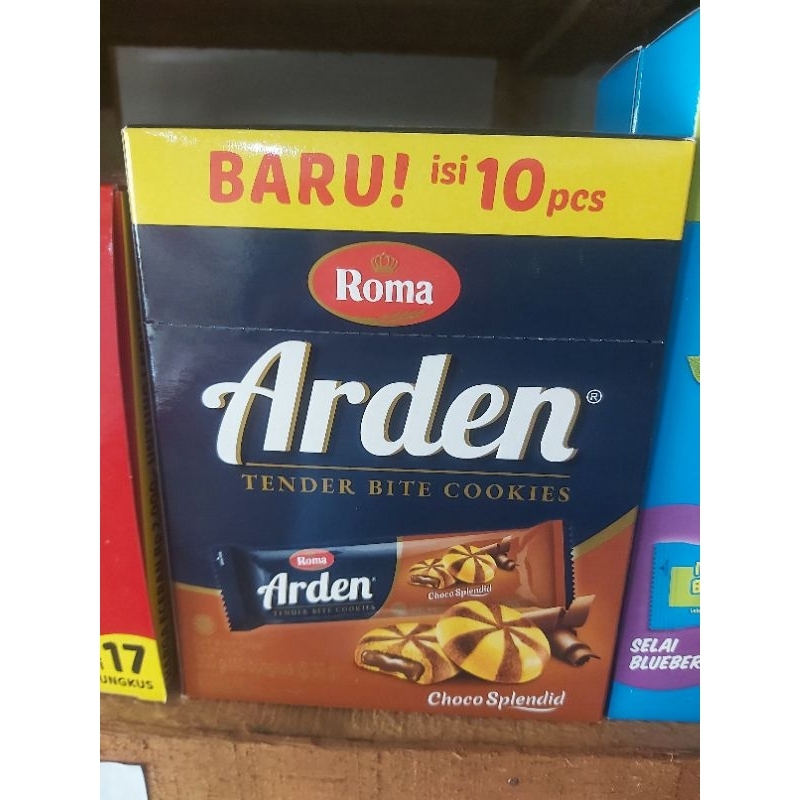 BARU! isi 10 pcs
Roma
Arden®
TENDER BITE COOKIES
Roma
Arden
TENDER BITE COOKIES
Choco Splendid
Choco Splendid
17
UNGKUS
SELAI
BLUEBER